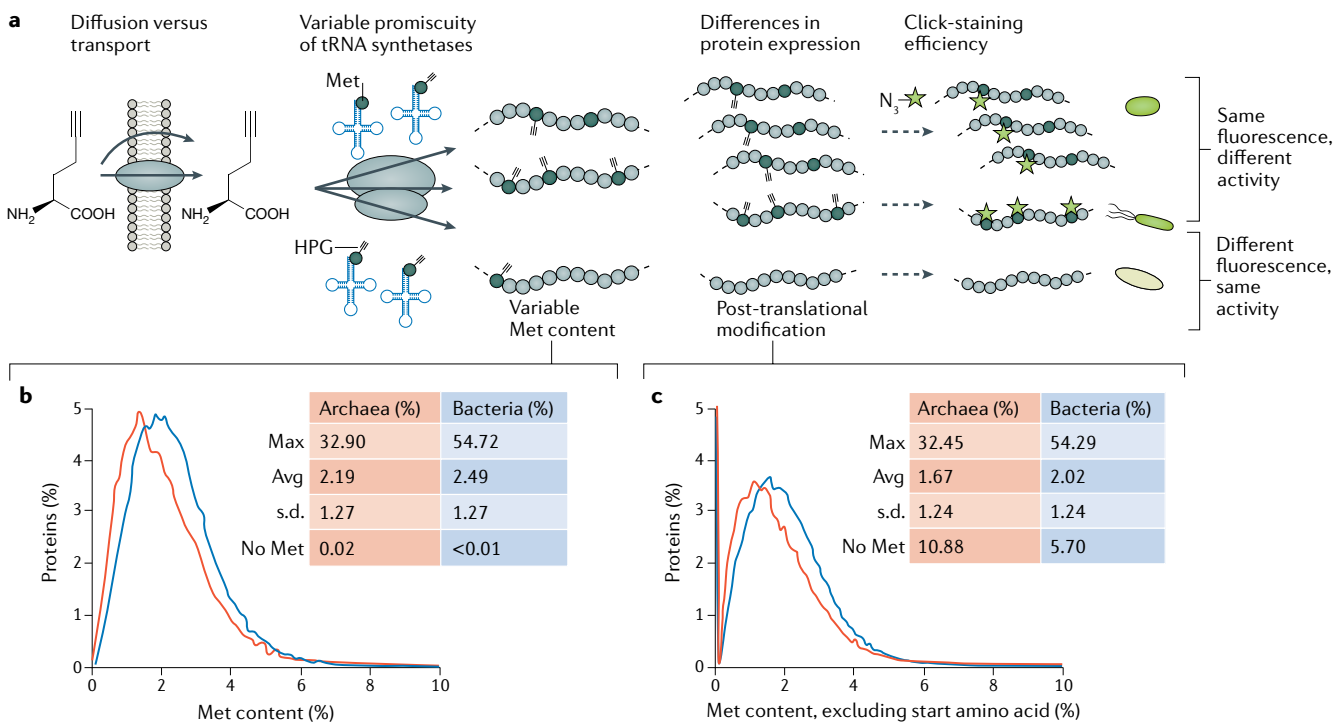 a
Diffusion versus
transport
Variable promiscuity
of tRNA synthetases
Differences in
protein expression
Click-staining
efficiency
Met
N3
NH2
COOH
NH2
COOH
HPG
Variable
Met content
Post-translational
modification
Same
fluorescence,
different
activity
Different
fluorescence,
same
activity
b
Archaea (%) Bacteria (%)
Max 32.90 54.72
Avg 2.19 2.49
s.d. 1.27 1.27
No Met 0.02 <0.01
Proteins (%)
5
4
3
2
1
0
0 2 4 6 8 10
Met content (%)
c
Archaea (%) Bacteria (%)
Max 32.45 54.29
Avg 1.67 2.02
s.d. 1.24 1.24
No Met 10.88 5.70
Proteins (%)
5
4
3
2
1
0
0 2 4 6 8 10
Met content, excluding start amino acid (%)